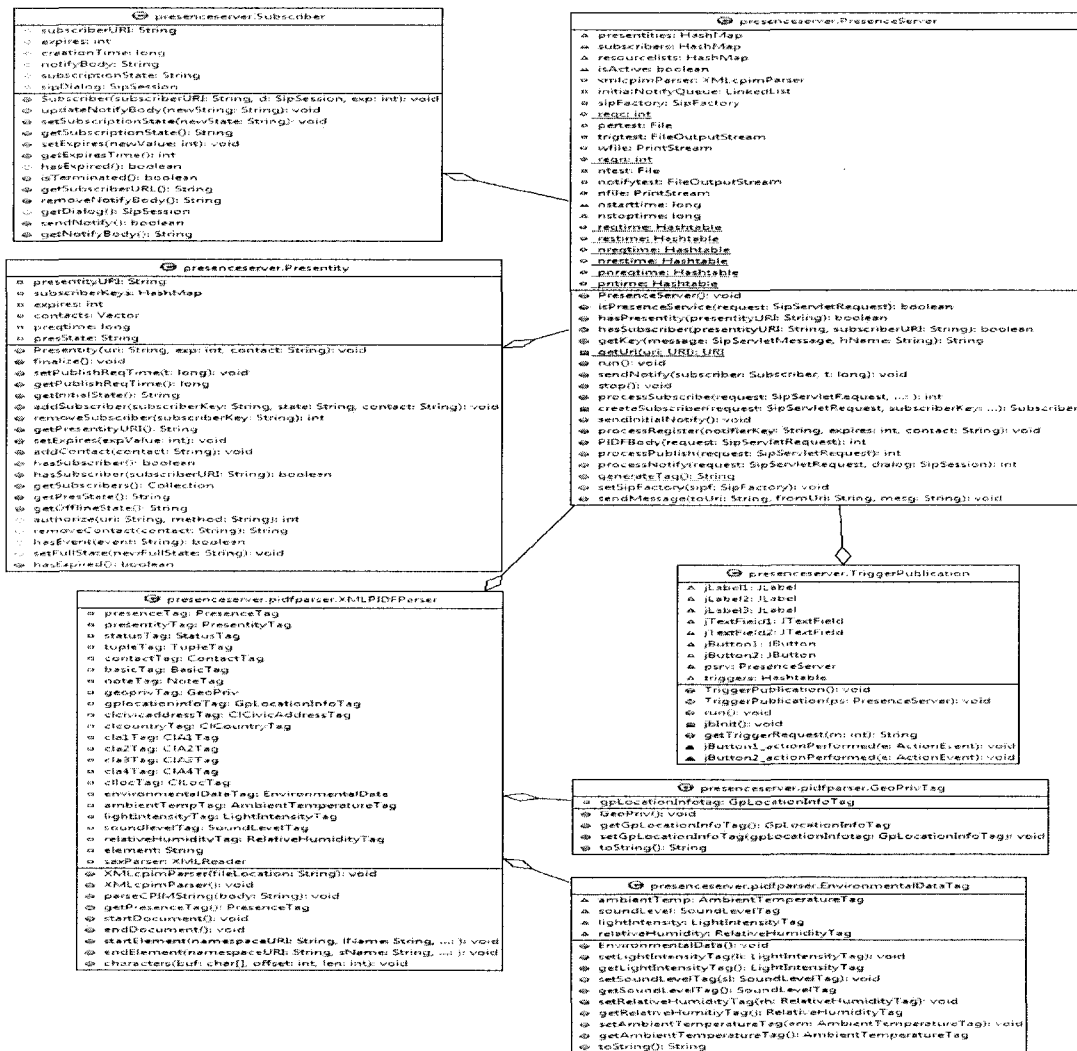 presenceserver.Subscriber
subscriberURI: String
expires: int
creationTime: long
notifyBody: String
subscriptionState: String
sipDialog: SipSession
Subscriber(subscriberURI: String, d: SipSession, exp: int): void
updateNotifyBody(newString: String): void
setSubscriptionState(newState: String): void
getSubscriptionState(): String
setExpires(newValue: int): void
getExpiresTime(): int
hasExpired(): boolean
isTerminated(): boolean
getSubscriberURL(): String
removeNotifyBody(): String
getDialog(): SipSession
sendNotify(): boolean
getNotifyBody(): String
presenceserver.Presentity
presentityURI: String
subscriberKeys: HashMap
expires: int
contacts: Vector
preqtime: long
presState: String
Presentity(uri: String, exp: int, contact: String): void
finalize(): void
setPublishReqTime(t: long): void
getPublishReqTime(): long
getInitialState(): String
addSubscriber(subscriberKey: String, state: String, contact: String): void
removeSubscriber(subscriberKey: String): int
getPresentityURI(): String
setExpires(expValue: int): void
addContact(contact: String): void
hasSubscriber(): boolean
hasSubscriber(subscriberURI: String): boolean
getSubscribers(): Collection
getPresState(): String
getOfflineState(): String
authorize(uri: String, method: String): int
removeContact(contact: String): String
hasEvent(event: String): boolean
setFullState(newFullState: String): void
hasExpired(): boolean
presenceserver.pidfparser.XMLPIDFParser
presenceTag: PresenceTag
presentityTag: PresentityTag
statusTag: StatusTag
tupleTag: TupleTag
contactTag: ContactTag
basicTag: BasicTag
noteTag: NoteTag
geoprivTag: GeoPriv
gplocationinfoTag: GpLocationInfoTag
clcivicaddressTag: ClCivicAddressTag
clcountryTag: ClCountryTag
cla1Tag: ClA1Tag
cla2Tag: ClA2Tag
cla3Tag: ClA3Tag
cla4Tag: ClA4Tag
cllocTag: ClLocTag
environmentalDataTag: EnvironmentalData
ambientTempTag: AmbientTemperatureTag
lightIntensityTag: LightIntensityTag
soundlevelTag: SoundLevelTag
relativeHumidityTag: RelativeHumidityTag
element: String
saxParser: XMLReader
XMLcpimParser(fileLocation: String): void
XMLcpimParser(): void
parseCPIMString(body: String): void
getPresenceTag(): PresenceTag
startDocument(): void
endDocument(): void
startElement(namespaceURI: String, lName: String, ...): void
endElement(namespaceURI: String, sName: String, ...): void
characters(buf: char[], offset: int, len: int): void
presenceserver.PresenceServer
presentities: HashMap
subscribers: HashMap
resourcelists: HashMap
isActive: boolean
xmlcpimParser: XMLcpimParser
initialNotifyQueue: LinkedList
sipFactory: SipFactory
reqc: int
pertest: File
trigtest: FileOutputStream
wfile: PrintStream
reqn: int
ntest: File
notifytest: FileOutputStream
nfile: PrintStream
nstarttime: long
nstoptime: long
reqtime: Hashtable
restime: Hashtable
nreqtime: Hashtable
nrestime: Hashtable
pnreqtime: Hashtable
pntime: Hashtable
PresenceServer(): void
isPresenceService(request: SipServletRequest): boolean
hasPresentity(presentityURI: String): boolean
hasSubscriber(presentityURI: String, subscriberURI: String): boolean
getKey(message: SipServletMessage, hName: String): String
getUri(uri: URI): URI
run(): void
sendNotify(subscriber: Subscriber, t: long): void
stop(): void
processSubscribe(request: SipServletRequest, ...): int
createSubscriber(request: SipServletRequest, subscriberKey: ...): Subscriber
sendInitialNotify(): void
processRegister(notifierKey: String, expires: int, contact: String): void
PIDFBody(request: SipServletRequest): int
processPublish(request: SipServletRequest): int
processNotify(request: SipServletRequest, dialog: SipSession): int
generateTag(): String
setSipFactory(sipf: SipFactory): void
sendMessage(toUri: String, fromUri: String, mesg: String): void
presenceserver.TriggerPublication
jLabel1: JLabel
jLabel2: JLabel
jLabel3: JLabel
jTextField1: JTextField
jTextField2: JTextField
jButton1: JButton
jButton2: JButton
psrv: PresenceServer
triggers: Hashtable
TriggerPublication(): void
TriggerPublication(ps: PresenceServer): void
run(): void
jbInit(): void
getTriggerRequest(m: int): String
jButton1_actionPerformed(e: ActionEvent): void
jButton2_actionPerformed(e: ActionEvent): void
presenceserver.pidfparser.GeoPrivTag
gpLocationInfotag: GpLocationInfoTag
GeoPriv(): void
getGpLocationInfoTag(): GpLocationInfoTag
setGpLocationInfoTag(gpLocationInfotag: GpLocationInfoTag): void
toString(): String
presenceserver.pidfparser.EnvironmentalDataTag
ambientTemp: AmbientTemperatureTag
soundLevel: SoundLevelTag
lightIntensity: LightIntensityTag
relativeHumidity: RelativeHumidityTag
EnvironmentalData(): void
setLightIntensityTag(li: LightIntensityTag): void
getLightIntensityTag(): LightIntensityTag
setSoundLevelTag(sl: SoundLevelTag): void
getSoundLevelTag(): SoundLevelTag
setRelativeHumidityTag(rh: RelativeHumidityTag): void
getRelativeHumitiyTag(): RelativeHumidityTag
setAmbientTemperatureTag(am: AmbientTemperatureTag): void
getAmbientTemperatureTag(): AmbientTemperatureTag
toString(): String